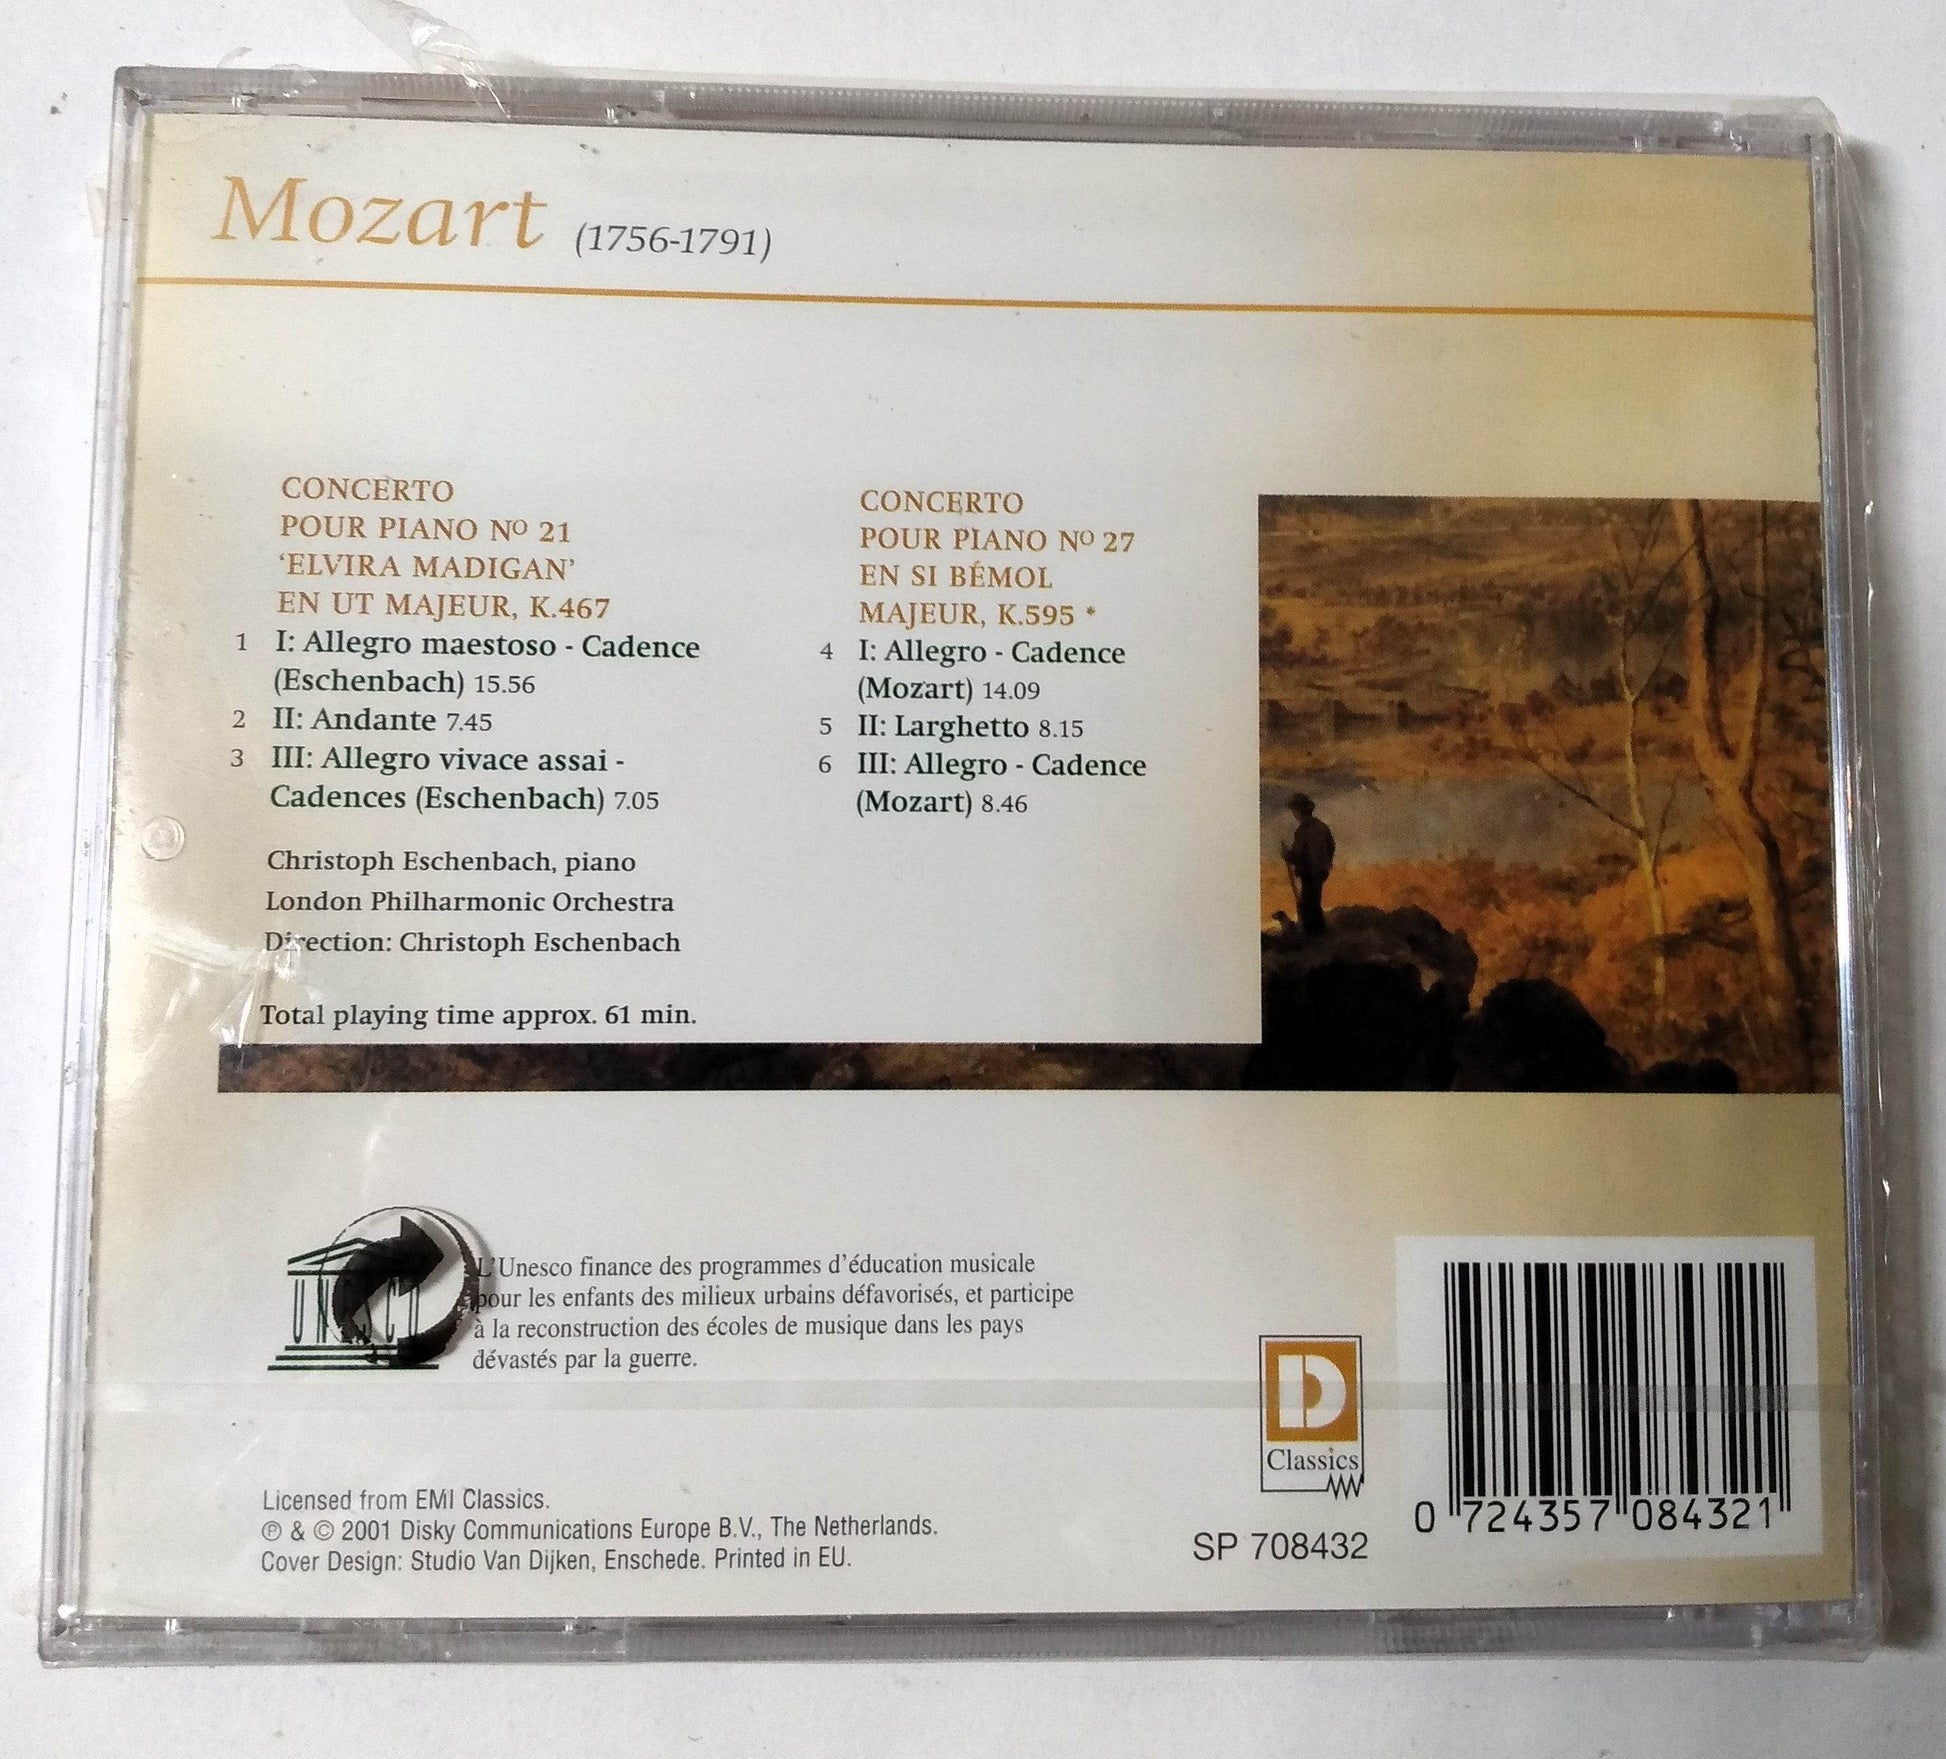 Mozart (1756-1791)
CONCERTO
POUR PIANO Nº 21
‘ELVIRA MADIGAN’
EN UT MAJEUR, K.467
1 I: Allegro maestoso - Cadence
(Eschenbach) 15.56
2 II: Andante 7.45
3 III: Allegro vivace assai -
Cadences (Eschenbach) 7.05
Christoph Eschenbach, piano
London Philharmonic Orchestra
Direction: Christoph Eschenbach
Total playing time approx. 61 min.
CONCERTO
POUR PIANO Nº 27
EN SI BÉMOL
MAJEUR, K.595 *
4 I: Allegro - Cadence
(Mozart) 14.09
5 II: Larghetto 8.15
6 III: Allegro - Cadence
(Mozart) 8.46
UNESCO
L'Unesco finance des programmes d'éducation musicale
pour les enfants des milieux urbains défavorisés, et participe
à la reconstruction des écoles de musique dans les pays
dévastés par la guerre.
D
Classics
Licensed from EMI Classics.
℗ & © 2001 Disky Communications Europe B.V., The Netherlands.
Cover Design: Studio Van Dijken, Enschede. Printed in EU.
SP 708432
0 724357 084321